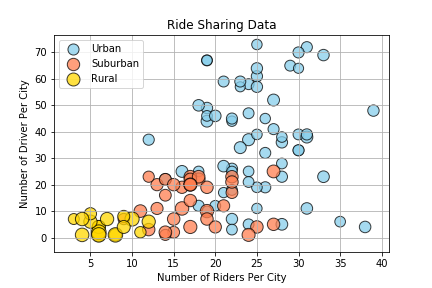 Ride Sharing Data
Urban
Suburban
Rural
Number of Driver Per City
70
60
50
40
30
20
10
0
5 10 15 20 25 30 35 40
Number of Riders Per City